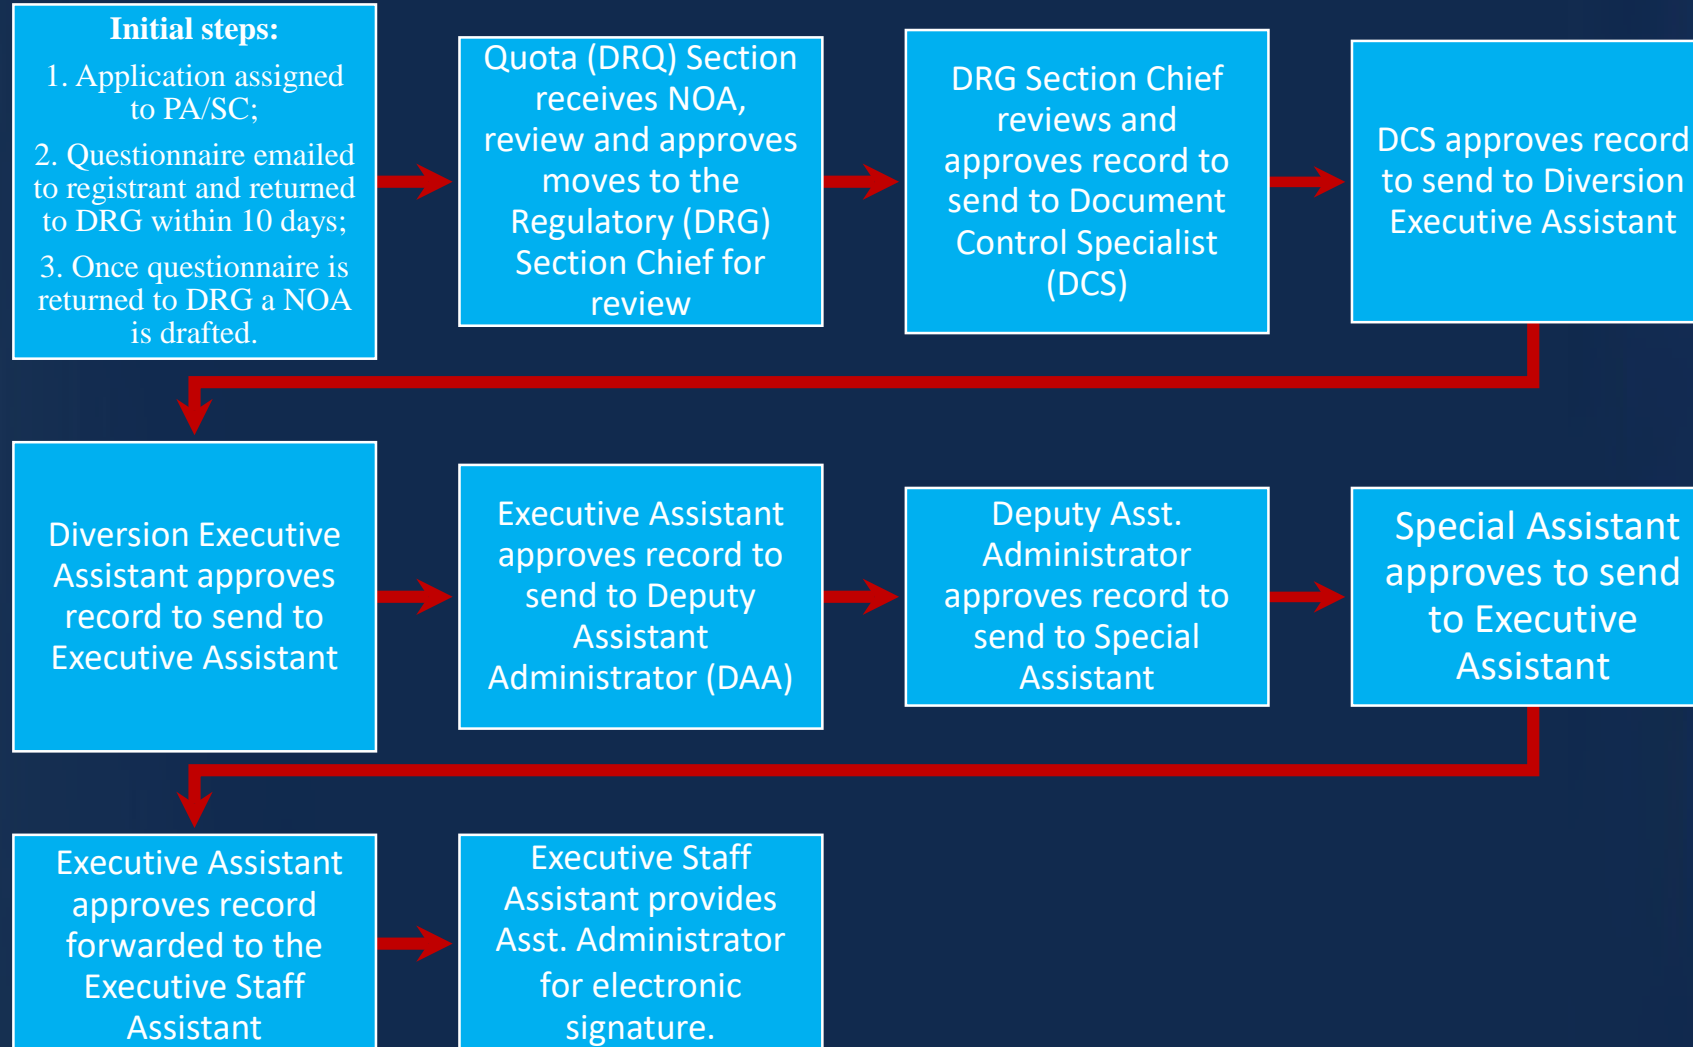 Initial steps:
1. Application assigned
to PA/SC;
2. Questionnaire emailed
to registrant and returned
to DRG within 10 days;
3. Once questionnaire is
returned to DRG a NOA
is drafted.
Quota (DRQ) Section
receives NOA,
review and approves
moves to the
Regulatory (DRG)
Section Chief for
review
DRG Section Chief
reviews and
approves record to
send to Document
Control Specialist
(DCS)
DCS approves record
to send to Diversion
Executive Assistant
Diversion Executive
Assistant approves
record to send to
Executive Assistant
Executive Assistant
approves record to
send to Deputy
Assistant
Administrator (DAA)
Deputy Asst.
Administrator
approves record to
send to Special
Assistant
Special Assistant
approves to send
to Executive
Assistant
Executive Assistant
approves record
forwarded to the
Executive Staff
Assistant
Executive Staff
Assistant provides
Asst. Administrator
for electronic
signature.